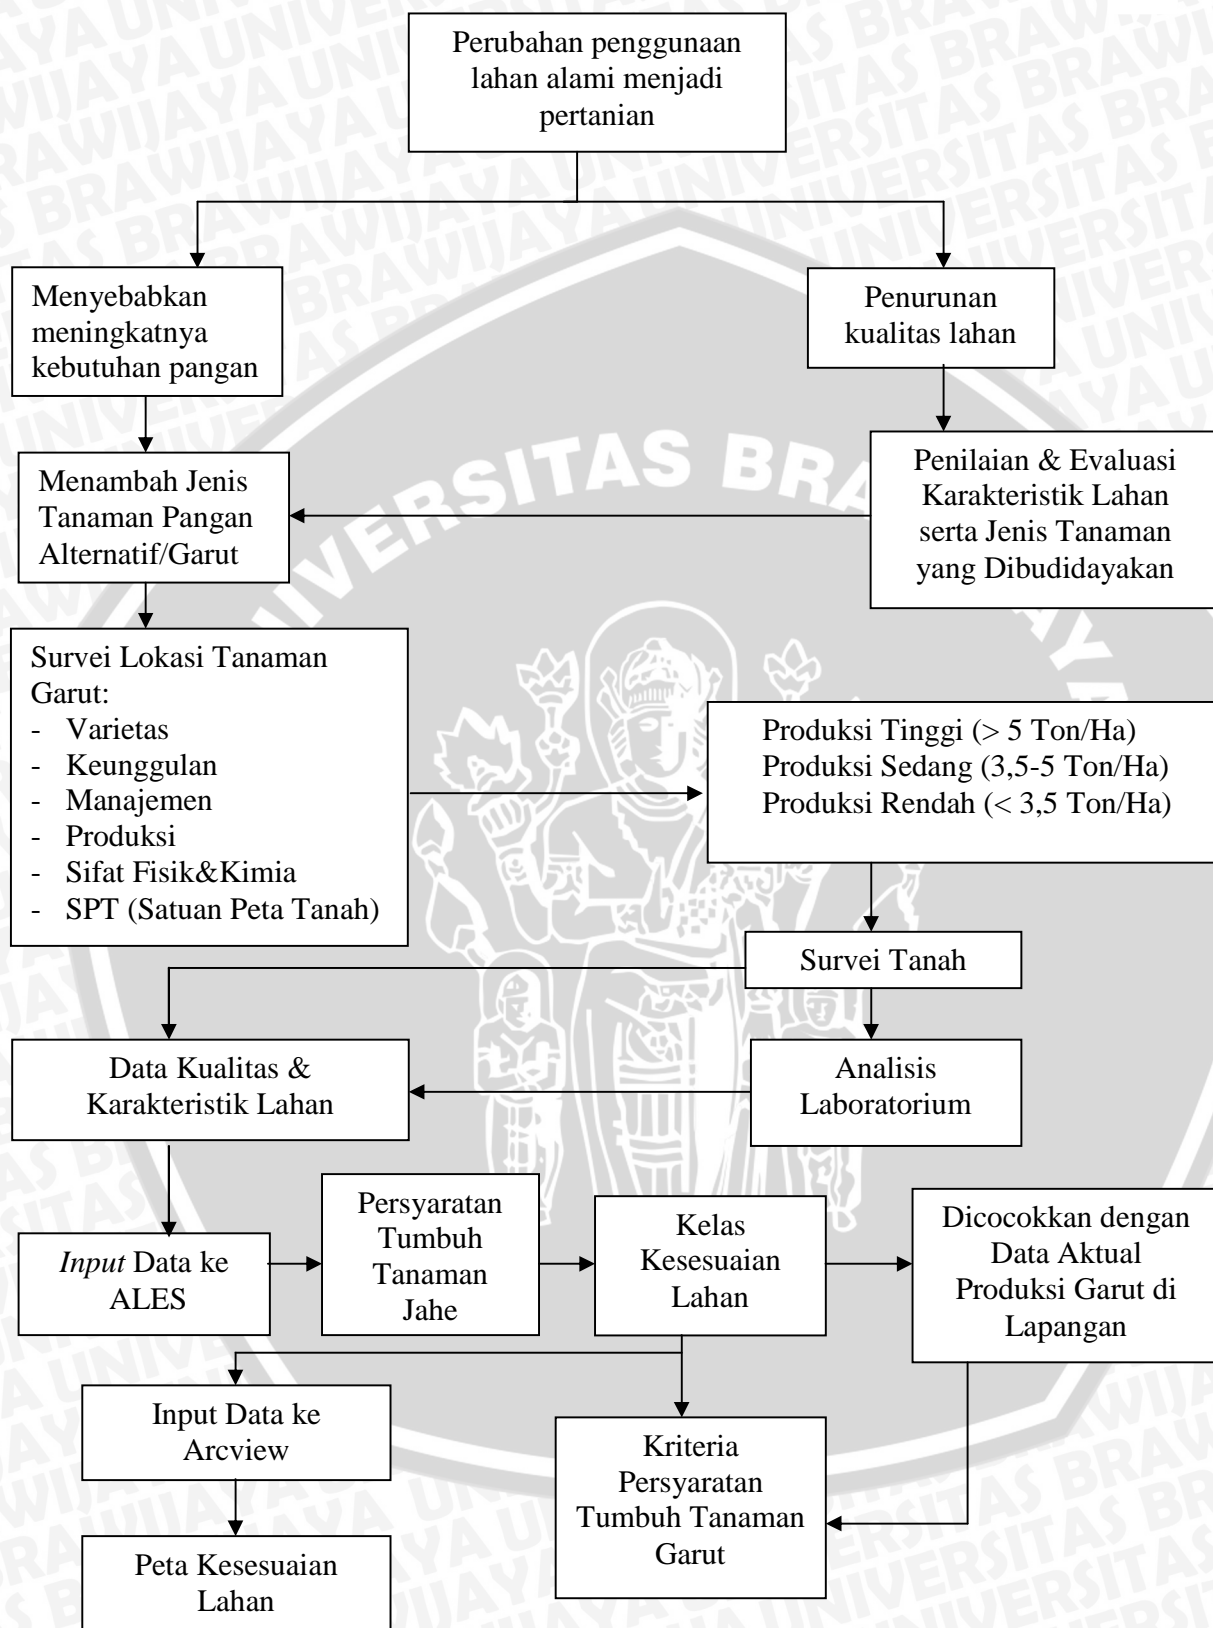 Perubahan penggunaan
lahan alami menjadi
pertanian
Menyebabkan
meningkatnya
kebutuhan pangan
Penurunan
kualitas lahan
Menambah Jenis
Tanaman Pangan
Alternatif/Garut
Penilaian & Evaluasi
Karakteristik Lahan
serta Jenis Tanaman
yang Dibudidayakan
Survei Lokasi Tanaman
Garut:
- Varietas
- Keunggulan
- Manajemen
- Produksi
- Sifat Fisik&Kimia
- SPT (Satuan Peta Tanah)
Produksi Tinggi (> 5 Ton/Ha)
Produksi Sedang (3,5-5 Ton/Ha)
Produksi Rendah (< 3,5 Ton/Ha)
Survei Tanah
Data Kualitas &
Karakteristik Lahan
Analisis
Laboratorium
Input Data ke
ALES
Persyaratan
Tumbuh
Tanaman
Jahe
Kelas
Kesesuaian
Lahan
Dicocokkan dengan
Data Aktual
Produksi Garut di
Lapangan
Input Data ke
Arcview
Kriteria
Persyaratan
Tumbuh Tanaman
Garut
Peta Kesesuaian
Lahan